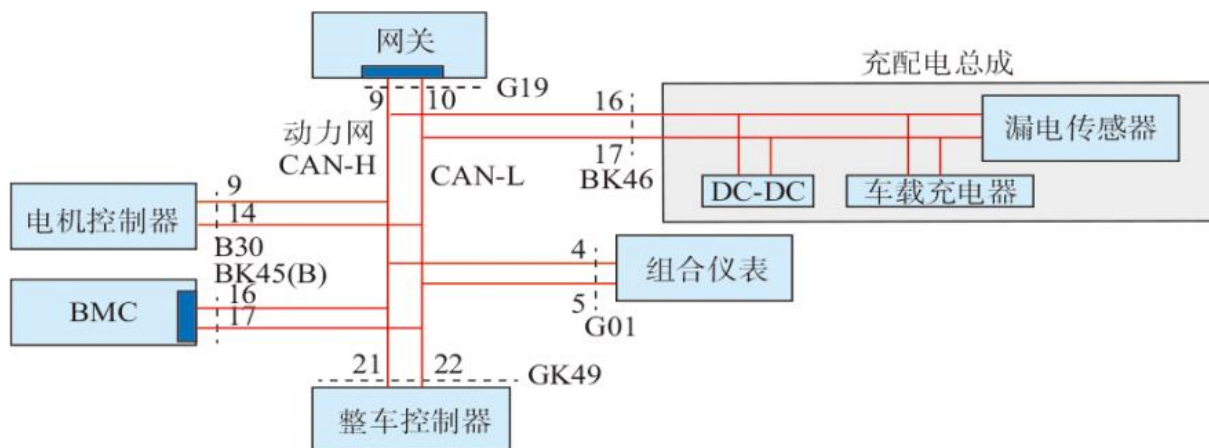 网关
充配电总成
9 10 G19
16
漏电传感器
动力网
CAN-H
17
BK46
CAN-L
DC-DC
车载充电器
9
电机控制器
14
B30
BK45(B)
4
组合仪表
16
BMC
17
5
G01
21 22 GK49
整车控制器